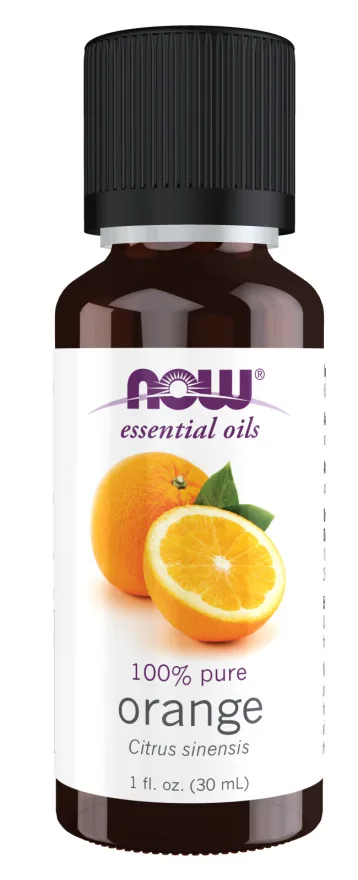 now®
essential oils
100% pure
orange
Citrus sinensis
1 fl. oz. (30 mL)